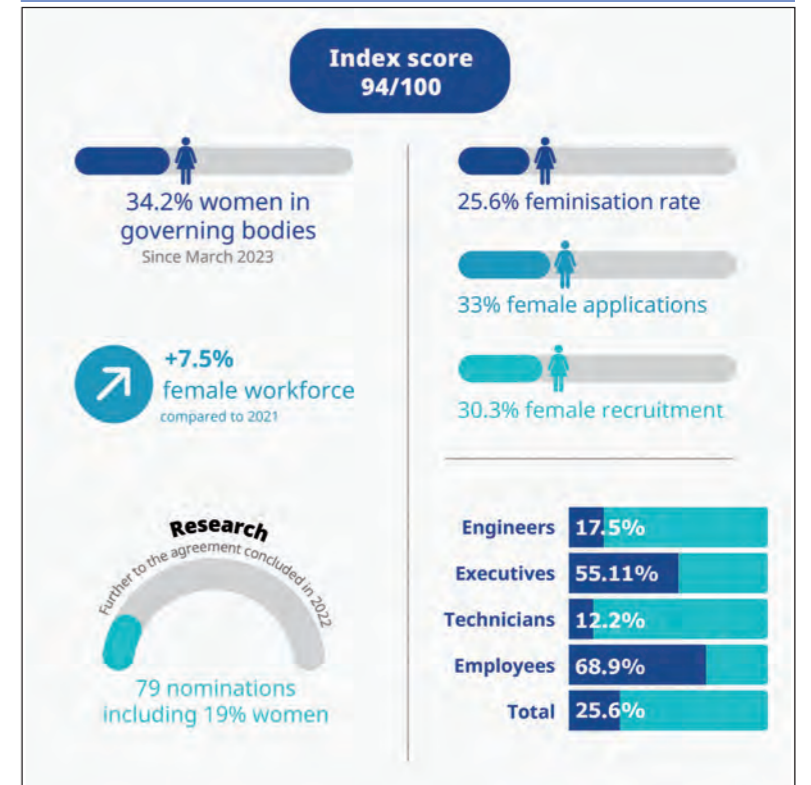 Index score
94/100
34.2% women in
governing bodies
Since March 2023
+7.5%
female workforce
compared to 2021
Research
Further to the agreement concluded in 2022
79 nominations
including 19% women
25.6% feminisation rate
33% female applications
30.3% female recruitment
Engineers 17.5%
Executives 55.11%
Technicians 12.2%
Employees 68.9%
Total 25.6%